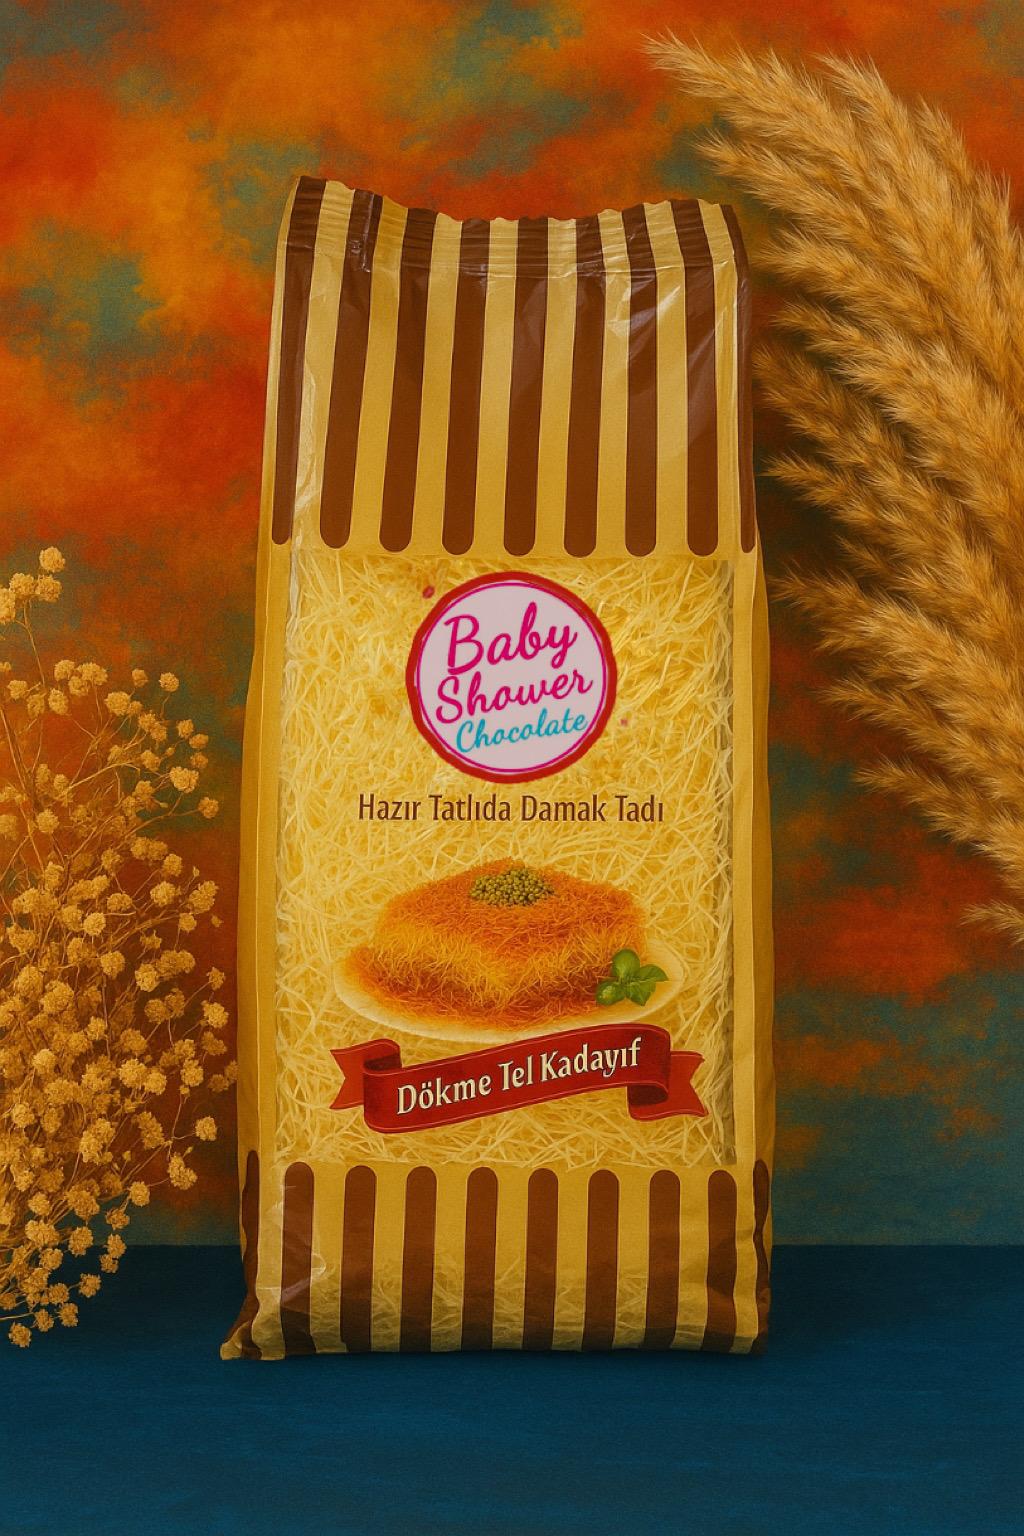 Baby
Shower
Chocolate
Hazır Tatlıda Damak Tadı
Dökme Tel Kadayıf